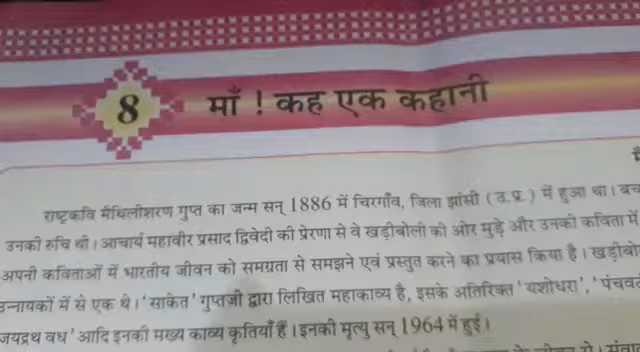 8
माँ ! कह एक कहानी
राष्ट्रकवि मैथिलीशरण गुप्त का जन्म सन् 1886 में चिरगाँव, जिला झांसी ( उ.प्र. ) में हुआ था।
उनकी रुचि थी। आचार्य महावीर प्रसाद द्विवेदी की प्रेरणा से वे खड़ीबोली की ओर मुड़े और उनकी कविता में
अपनी कविताओं में भारतीय जीवन को समग्रता से समझने एवं प्रस्तुत करने का प्रयास किया है।
उन्नायकों में से एक थे। 'साकेत' गुप्तजी द्वारा लिखित महाकाव्य है, इसके अतिरिक्त 'यशोधरा',
जयद्रथ वध' आदि इनकी मुख्य काव्य कृतियाँ हैं। इनकी मृत्यु सन् 1964 में हुई।